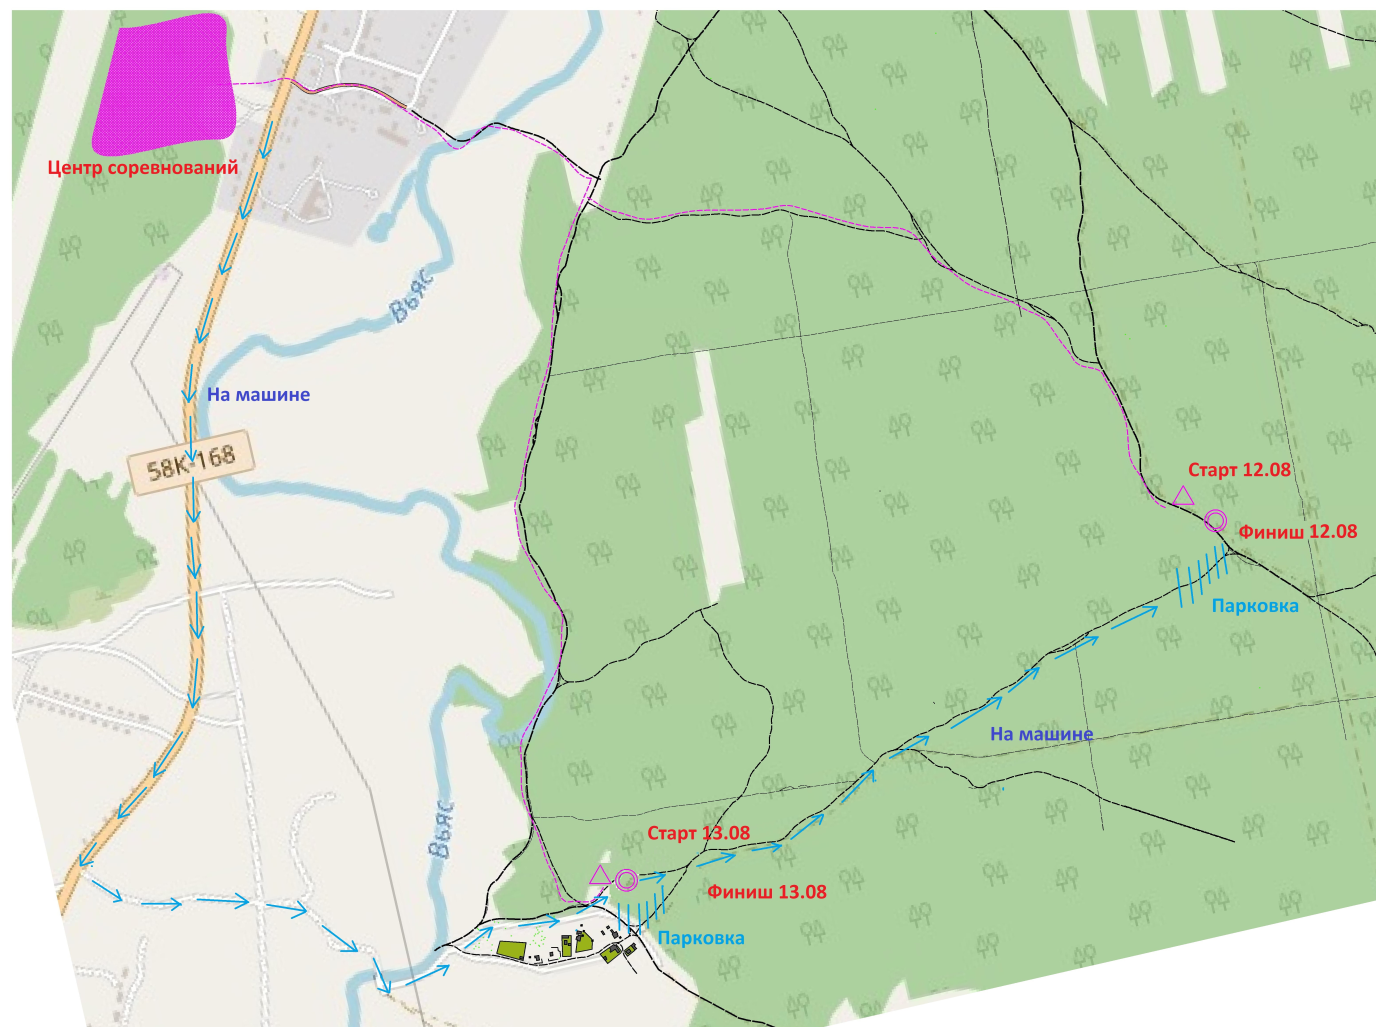 Центр соревнований
Вьяс
На машине
58К-168
Старт 12.08
Финиш 12.08
Парковка
На машине
Вьяс
Старт 13.08
Финиш 13.08
Парковка